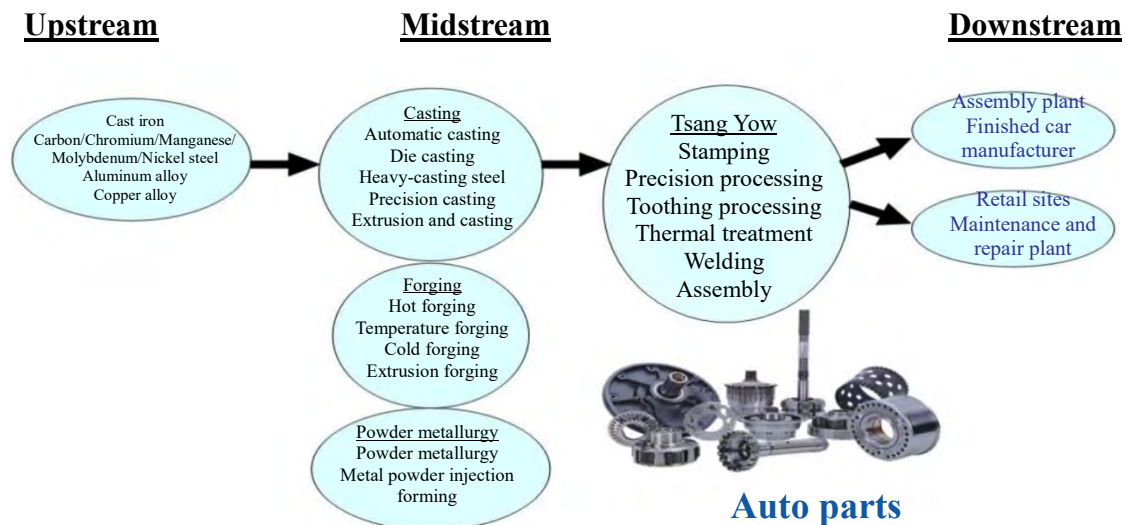 Upstream
Midstream
Downstream
Cast iron
Carbon/Chromium/Manganese/
Molybdenum/Nickel steel
Aluminum alloy
Copper alloy
Casting
Automatic casting
Die casting
Heavy-casting steel
Precision casting
Extrusion and casting
Forging
Hot forging
Temperature forging
Cold forging
Extrusion forging
Powder metallurgy
Powder metallurgy
Metal powder injection
forming
Tsang Yow
Stamping
Precision processing
Toothing processing
Thermal treatment
Welding
Assembly
Assembly plant
Finished car
manufacturer
Retail sites
Maintenance and
repair plant
Auto parts